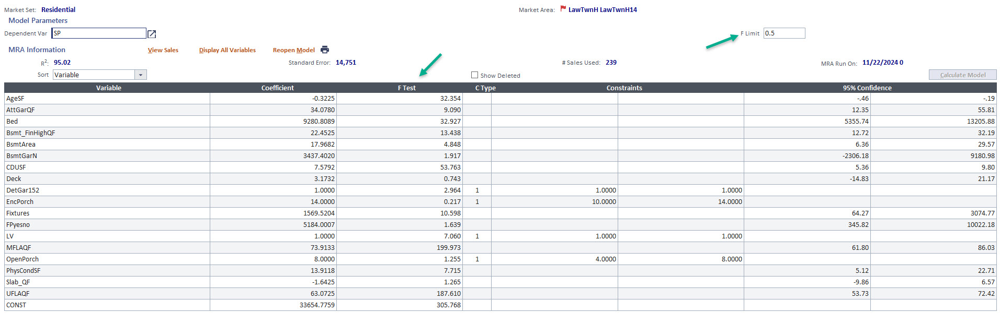 Market Set: Residential Market Area: LawTwnH LawTwnH14
Model Parameters
Dependent Var SP F Limit 0.5
MRA Information View Sales Display All Variables Reopen Model
R2: 95.02 Standard Error: 14,751 # Sales Used: 239 MRA Run On: 11/22/2024 0
Sort Variable Show Deleted Calculate Model
Variable Coefficient F Test C Type Constraints 95% Confidence
AgeSF -0.3225 32.354 -.46 -.19
AttGarQF 34.0780 9.090 12.35 55.81
Bed 9280.8089 32.927 5355.74 13205.88
Bsmt_FinHighQF 22.4525 13.438 12.72 32.19
BsmtArea 17.9682 4.848 6.36 29.57
BsmtGarN 3437.4020 1.917 -2306.18 9180.98
CDUSF 7.5792 53.763 5.36 9.80
Deck 3.1732 0.743 -14.83 21.17
DetGar152 1.0000 2.964 1 1.0000 1.0000
EncPorch 14.0000 0.217 1 10.0000 14.0000
Fixtures 1569.5204 10.598 64.27 3074.77
FPyesno 5184.0007 1.639 345.82 10022.18
LV 1.0000 7.060 1 1.0000 1.0000
MFLAQF 73.9133 199.973 61.80 86.03
OpenPorch 8.0000 1.255 1 4.0000 8.0000
PhysCondSF 13.9118 7.715 5.12 22.71
Slab_QF -1.6425 1.265 -9.86 6.57
UFLAQF 63.0725 187.610 53.73 72.42
CONST 33654.7759 305.768